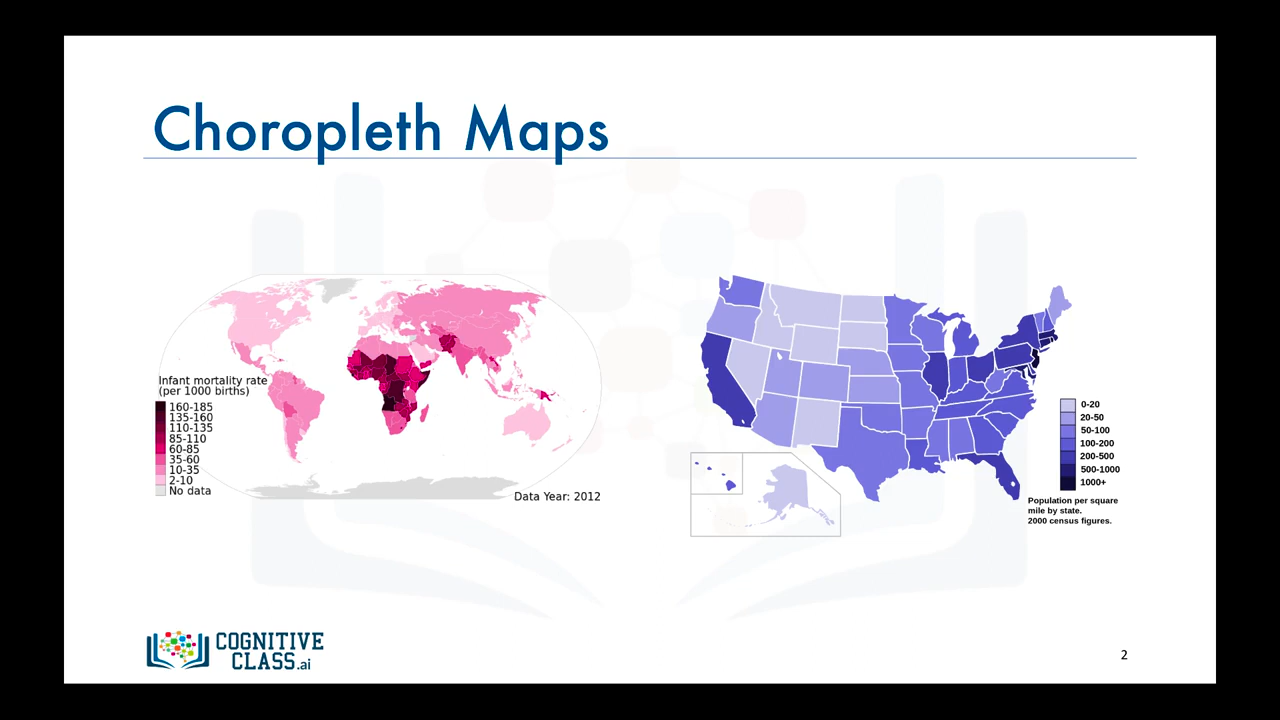 Choropleth Maps
Infant mortality rate
(per 1000 births)
160-185
135-160
110-135
85-110
60-85
35-60
10-35
2-10
No data
Data Year: 2012
0-20
20-50
50-100
100-200
200-500
500-1000
1000+
Population per square
mile by state.
2000 census figures.
COGNITIVE
CLASS.ai
2